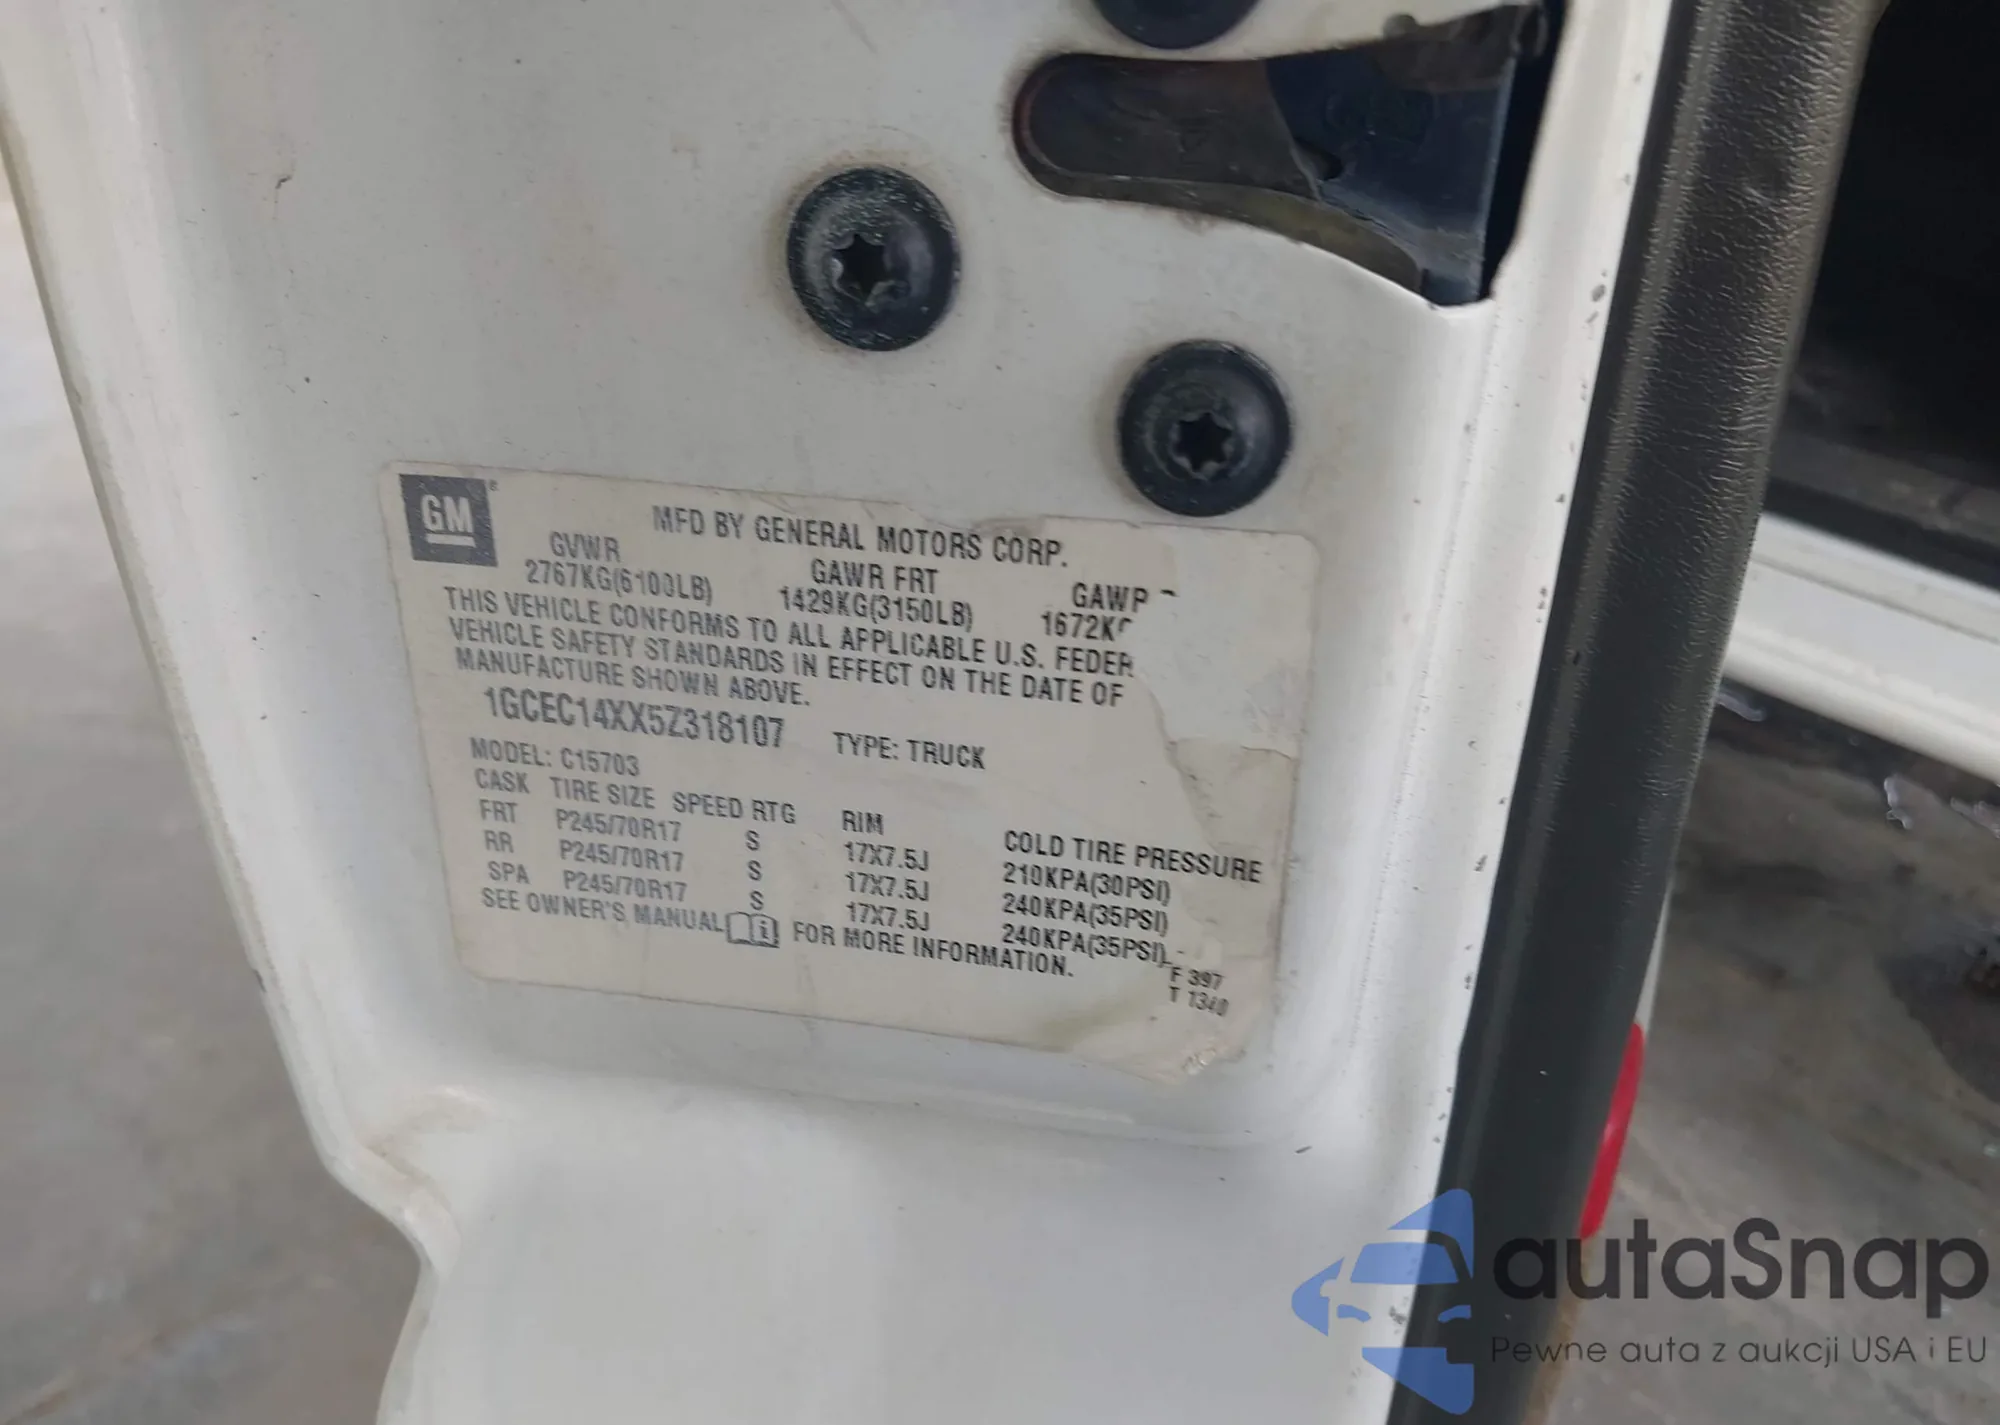 GM
MFD BY GENERAL MOTORS CORP.
GVWR GAWR FRT GAWR
2767KG(6100LB) 1429KG(3150LB) 1672KG
THIS VEHICLE CONFORMS TO ALL APPLICABLE U.S. FEDER
VEHICLE SAFETY STANDARDS IN EFFECT ON THE DATE OF
MANUFACTURE SHOWN ABOVE.
1GCEC14XX5Z318107 TYPE: TRUCK
MODEL: C15703
CASK TIRE SIZE SPEED RTG RIM COLD TIRE PRESSURE
FRT P245/70R17 S 17X7.5J 210KPA(30PSI)
RR P245/70R17 S 17X7.5J 240KPA(35PSI)
SPA P245/70R17 S 17X7.5J 240KPA(35PSI)
SEE OWNER'S MANUAL i FOR MORE INFORMATION.
F 397
T 1340
autaSnap
Pewne auta z aukcji USA i EU